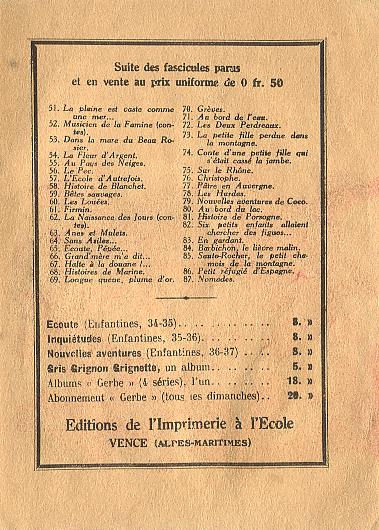 Suite des fascicules parus
et en vente au prix uniforme de 0 fr. 50
51. La plaine est vaste comme
une mer...
52. Musicien de la Famine (con-
tes).
53. Dans la mare du Beau Ro-
sier.
54. La Fleur d'Argent.
55. Au Pays des Neiges.
56. Le Pec.
57. L'Ecole d'Autrefois.
58. Histoire de Blanchet.
59. Bêtes sauvages.
60. Les Louées.
61. Firmin.
62. La Naissance des Jours (con-
tes).
63. Anes et Mulets.
64. Sans Asiles...
65. Ecoute, Pépée...
66. Grand'mère m'a dit...
67. Halte à la douane !...
68. Histoires de Marine.
69. Longue queue, plume d'or.
70. Grèves.
71. Au bord de l'eau.
72. Les Deux Perdreaux.
73. La petite fille perdue dans
la montagne.
74. Conte d'une petite fille qui
s'était cassé la jambe.
75. Sur le Rhône.
76. Christophe.
77. Pâtre en Auvergne.
78. Les Hurdes.
79. Nouvelles aventures de Coco.
80. Au bord du lac.
81. Histoire de Porsogne.
82. Six petits enfants allaient
chercher des figues...
83. En gardant.
84. Barbichon, le lièvre malin.
85. Saute-Rocher, le petit cha-
mois de la montagne.
86. Petit réfugié d'Espagne.
87. Nomades.
Ecoute (Enfantines, 34-35).. .. .. .. .. .. .. 8. »
Inquiétudes (Enfantines, 35-36).. .. .. .. .. 8. »
Nouvelles aventures (Enfantines, 36-37) .. .. .. 8. »
Gris Grignon Grignette, un album.. .. .. .. .. 5. »
Albums « Gerbe » (4 séries), l'un.. .. .. .. .. 18. »
Abonnement « Gerbe » (tous les dimanches).. .. 20. »
Editions de l'Imprimerie à l'Ecole
VENCE (ALPES-MARITIMES)